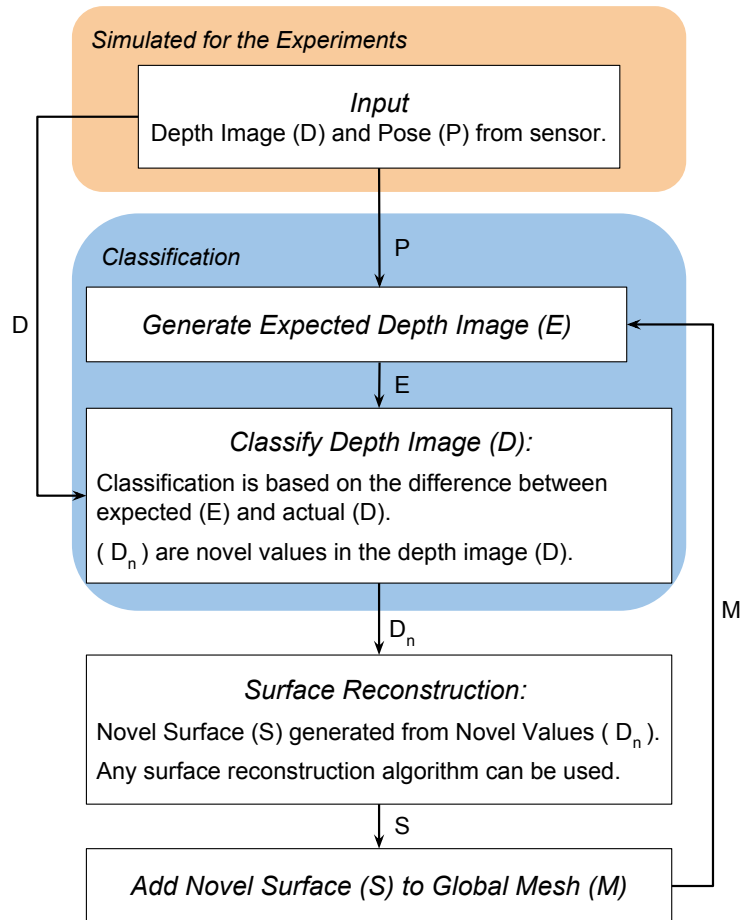 Simulated for the Experiments
Input
Depth Image (D) and Pose (P) from sensor.
P
Classification
Generate Expected Depth Image (E)
D
E
Classify Depth Image (D):
Classification is based on the difference between
expected (E) and actual (D).
( Dn ) are novel values in the depth image (D).
M
Dn
Surface Reconstruction:
Novel Surface (S) generated from Novel Values ( Dn ).
Any surface reconstruction algorithm can be used.
S
Add Novel Surface (S) to Global Mesh (M)